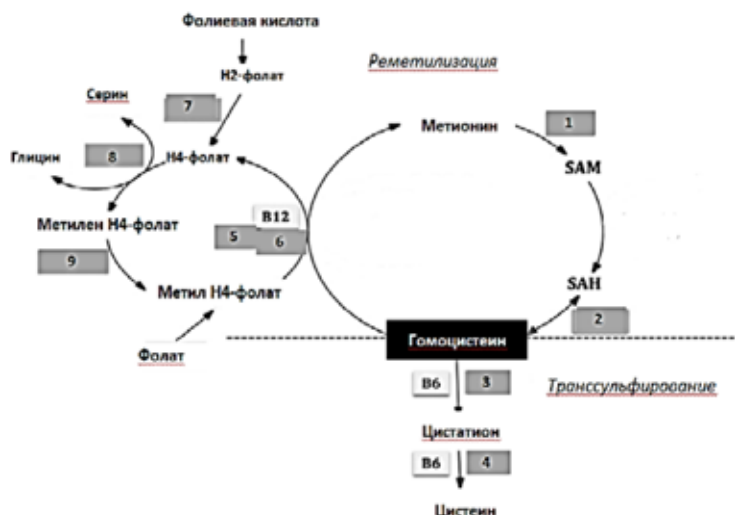 Фолиевая кислота
Реметилизация
Н2-фолат
Серин
7
Метионин
1
Глицин
8
Н4-фолат
SAM
Метилен Н4-фолат
B12
5
6
9
Метил Н4-фолат
SAH
2
Гомоцистеин
Фолат
B6
3
Транссульфирование
Цистатион
B6
4
Цистеин